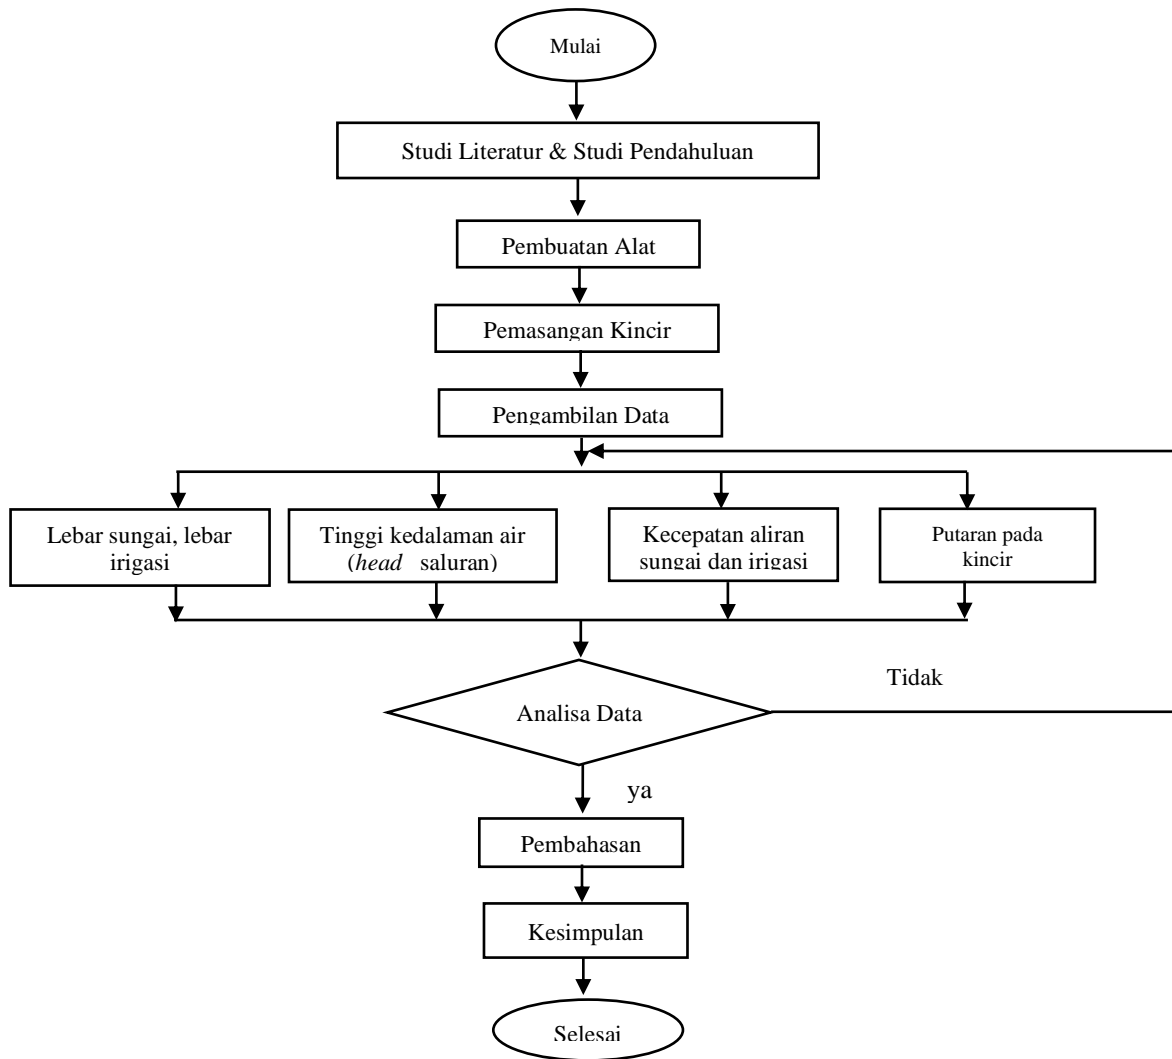 Mulai
Studi Literatur & Studi Pendahuluan
Pembuatan Alat
Pemasangan Kincir
Pengambilan Data
Lebar sungai, lebar
irigasi
Tinggi kedalaman air
(head saluran)
Kecepatan aliran
sungai dan irigasi
Putaran pada
kincir
Analisa Data
Tidak
ya
Pembahasan
Kesimpulan
Selesai